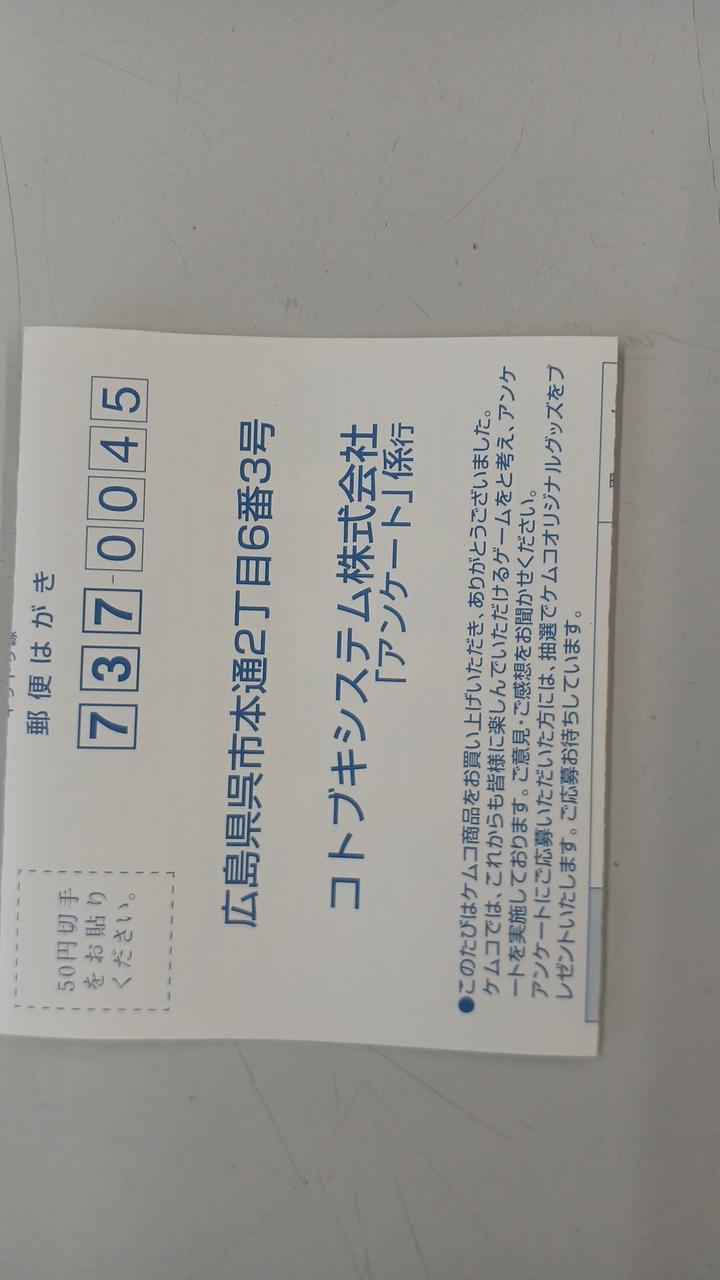 郵便はがき
737-0045
50円切手
をお貼り
ください。
広島県呉市本通2丁目6番3号
コトブキシステム株式会社
「アンケート」係行
●このたびはケムコ商品をお買い上げいただき、ありがとうございました。
ケムコでは、これからも皆様に楽しんでいただけるゲームをと考え、アンケ
ートを実施しております。ご意見・ご感想をお聞かせください。
アンケートにご応募いただいた方には、抽選でケムコオリジナルグッズをプ
レゼントいたします。ご応募お待ちしています。